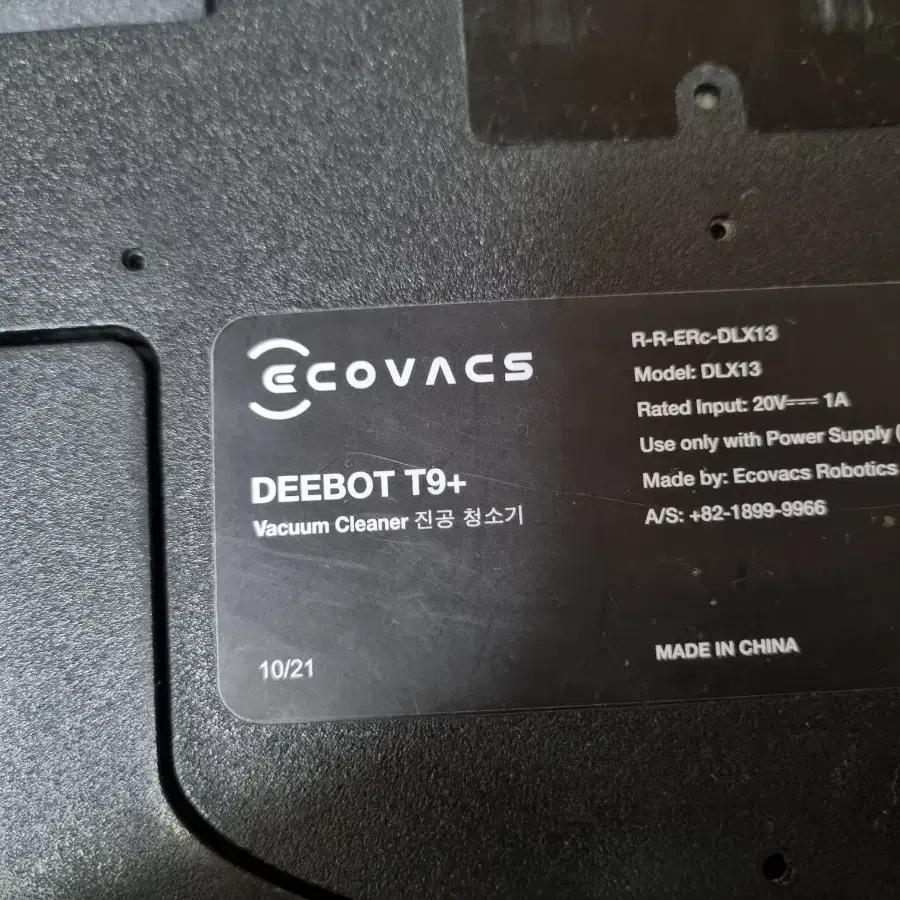 ECOVACS
DEEBOT T9+
Vacuum Cleaner 진공 청소기
10/21
R-R-ERc-DLX13
Model: DLX13
Rated Input: 20V⎓ 1A
Use only with Power Supply (
Made by: Ecovacs Robotics
A/S: +82-1899-9966
MADE IN CHINA